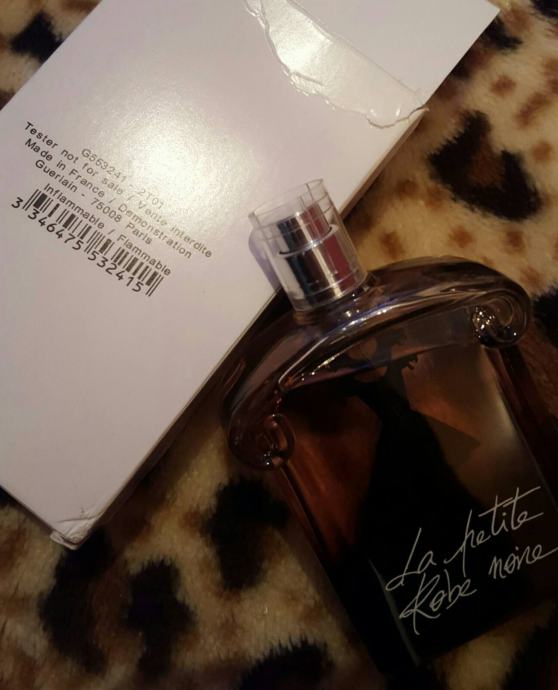 G553241 - 2T01
Tester not for sale / Vente interdite
Made in France / Demonstration
Guerlain - 75008 Paris
Inflammable / Flammable
3 346475 532415
La petite
Robe noire